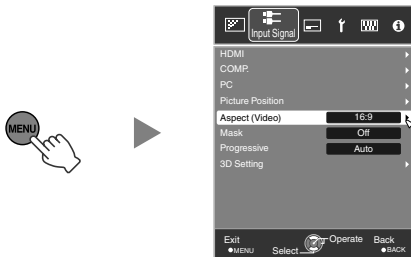 MENU
Input Signal
HDMI
COMP.
PC
Picture Position
Aspect (Video) 16:9
Mask Off
Progressive Auto
3D Setting
Exit Operate Back
MENU Select BACK